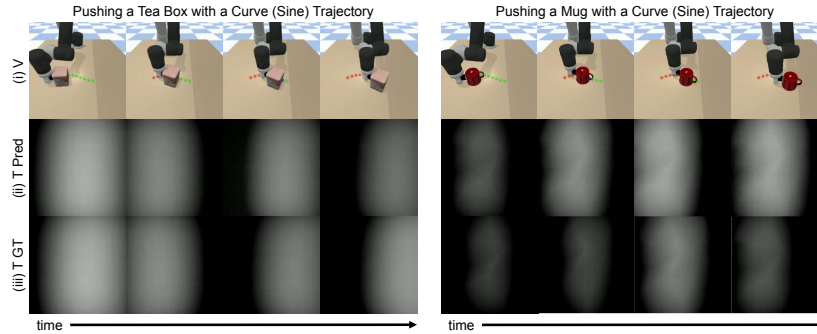 Pushing a Tea Box with a Curve (Sine) Trajectory
Pushing a Mug with a Curve (Sine) Trajectory
(i) V
(ii) T Pred
(iii) T GT
time
time